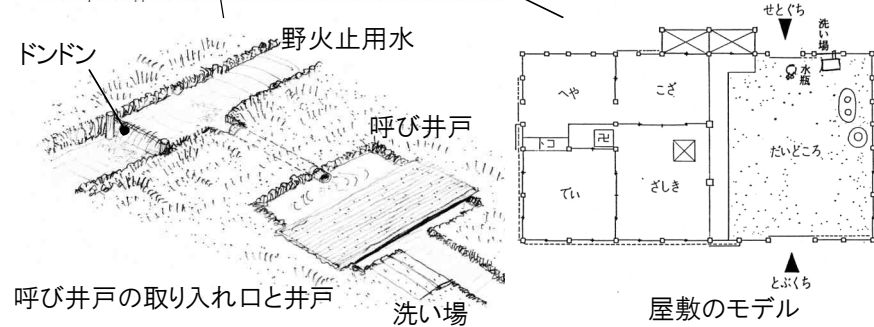 野火止用水
ドンドン
呼び井戸
呼び井戸の取り入れ口と井戸
洗い場
せとぐち
洗い場
水瓶
へや
こざ
トコ
卍
だいどころ
でい
ざしき
とぶくち
屋敷のモデル